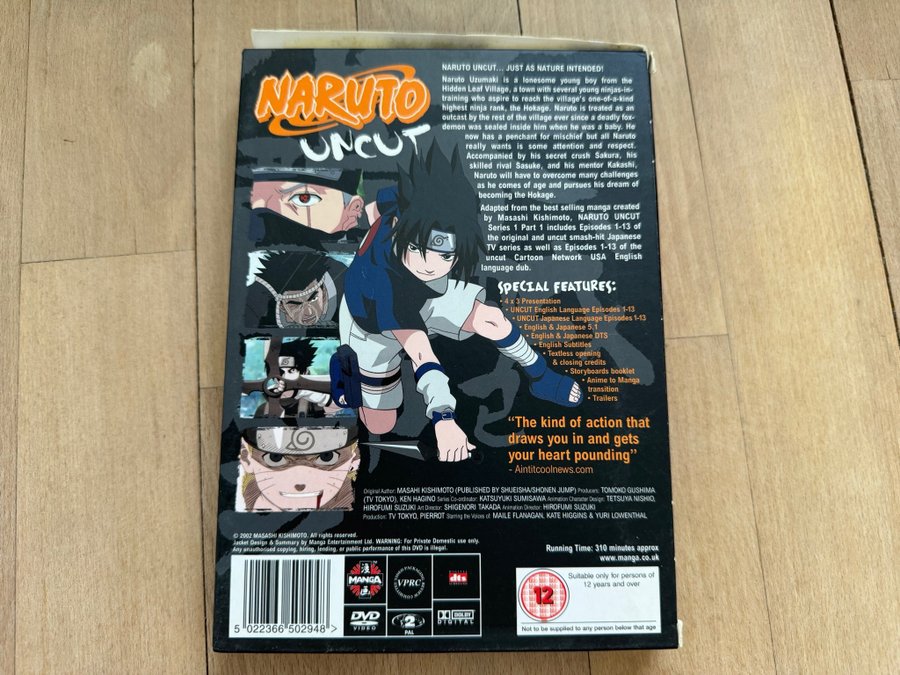 NARUTO
UNCUT
NARUTO UNCUT... JUST AS NATURE INTENDED!
Naruto Uzumaki is a lonesome young boy from the
Hidden Leaf Village, a town with several young ninjas-in-
training who aspire to reach the village's one-of-a-kind
highest ninja rank, the Hokage. Naruto is treated as an
outcast by the rest of the village ever since a deadly fox-
demon was sealed inside him when he was a baby. He
now has a penchant for mischief but all Naruto
really wants is some attention and respect.
Accompanied by his secret crush Sakura, his
skilled rival Sasuke, and his mentor Kakashi,
Naruto will have to overcome many challenges
as he comes of age and pursues his dream of
becoming the Hokage.
Adapted from the best selling manga created
by Masashi Kishimoto, NARUTO UNCUT
Series 1 Part 1 includes Episodes 1-13
of the original and uncut smash-hit Japanese
TV series as well as Episodes 1-13 of the
uncut Cartoon Network USA English
language dub.
SPECIAL FEATURES:
• 4 x 3 Presentation
• UNCUT English Language Episodes 1-13
• UNCUT Japanese Language Episodes 1-13
• English & Japanese 5.1
• English & Japanese DTS
• English Subtitles
• Textless opening
& closing credits
• Storyboards booklet
• Anime to Manga
transition
• Trailers
“The kind of action that
draws you in and gets
your heart pounding”
- Aintitcoolnews.com
Original Author: MASAHI KISHIMOTO (PUBLISHED BY SHUEISHA/SHONEN JUMP) Producers: TOMOKO GUSHIMA
(TV TOKYO), KEN HAGINO Series Co-ordinator: KATSUYUKI SUMISAWA Animation Character Design: TETSUYA NISHIO,
HIROFUMI SUZUKI Art Director: SHIGENORI TAKADA Animation Director: HIROFUMI SUZUKI
Production: TV TOKYO, PIERROT Starring the Voices of: MAILE FLANAGAN, KATE HIGGINS & YURI LOWENTHAL
© 2002 MASASHI KISHIMOTO. All rights reserved.
Jacket Design & Summary by Manga Entertainment Ltd. WARNING: For Private Domestic use only.
Any unauthorised copying, hiring, lending, or public performance of this DVD is illegal.
Running Time: 310 minutes approx
www.manga.co.uk
5 022366 502948 >
MANGA
VIDEO PACKAGING REVIEW COMMITTEE
VPRC
dts
DVD
VIDEO
2
PAL
DOLBY
DIGITAL
12
Suitable only for persons of
12 years and over
Not to be supplied to any person below that age